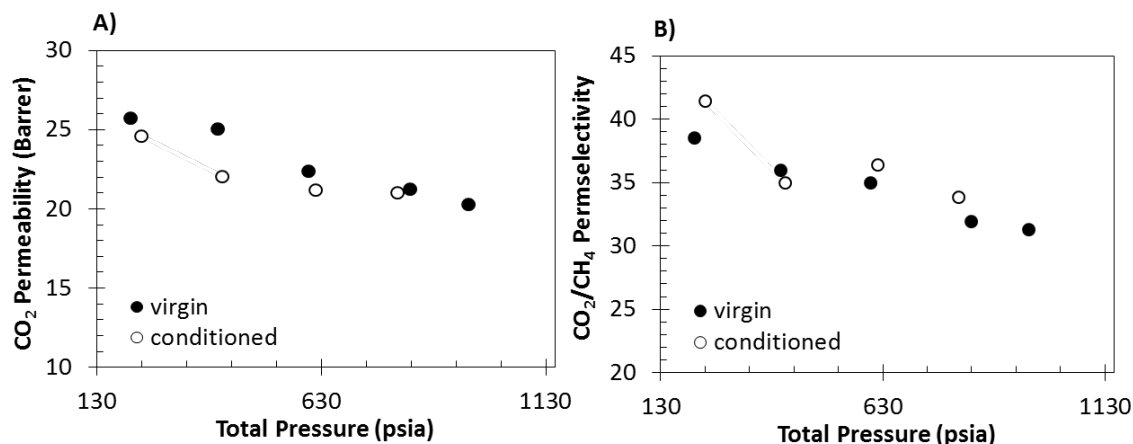 A)
30
25
20
15
10
CO₂ Permeability (Barrer)
virgin
conditioned
130
630
1130
Total Pressure (psia)
B)
45
40
35
30
25
20
CO₂/CH₄ Permselectivity
virgin
conditioned
130
630
1130
Total Pressure (psia)